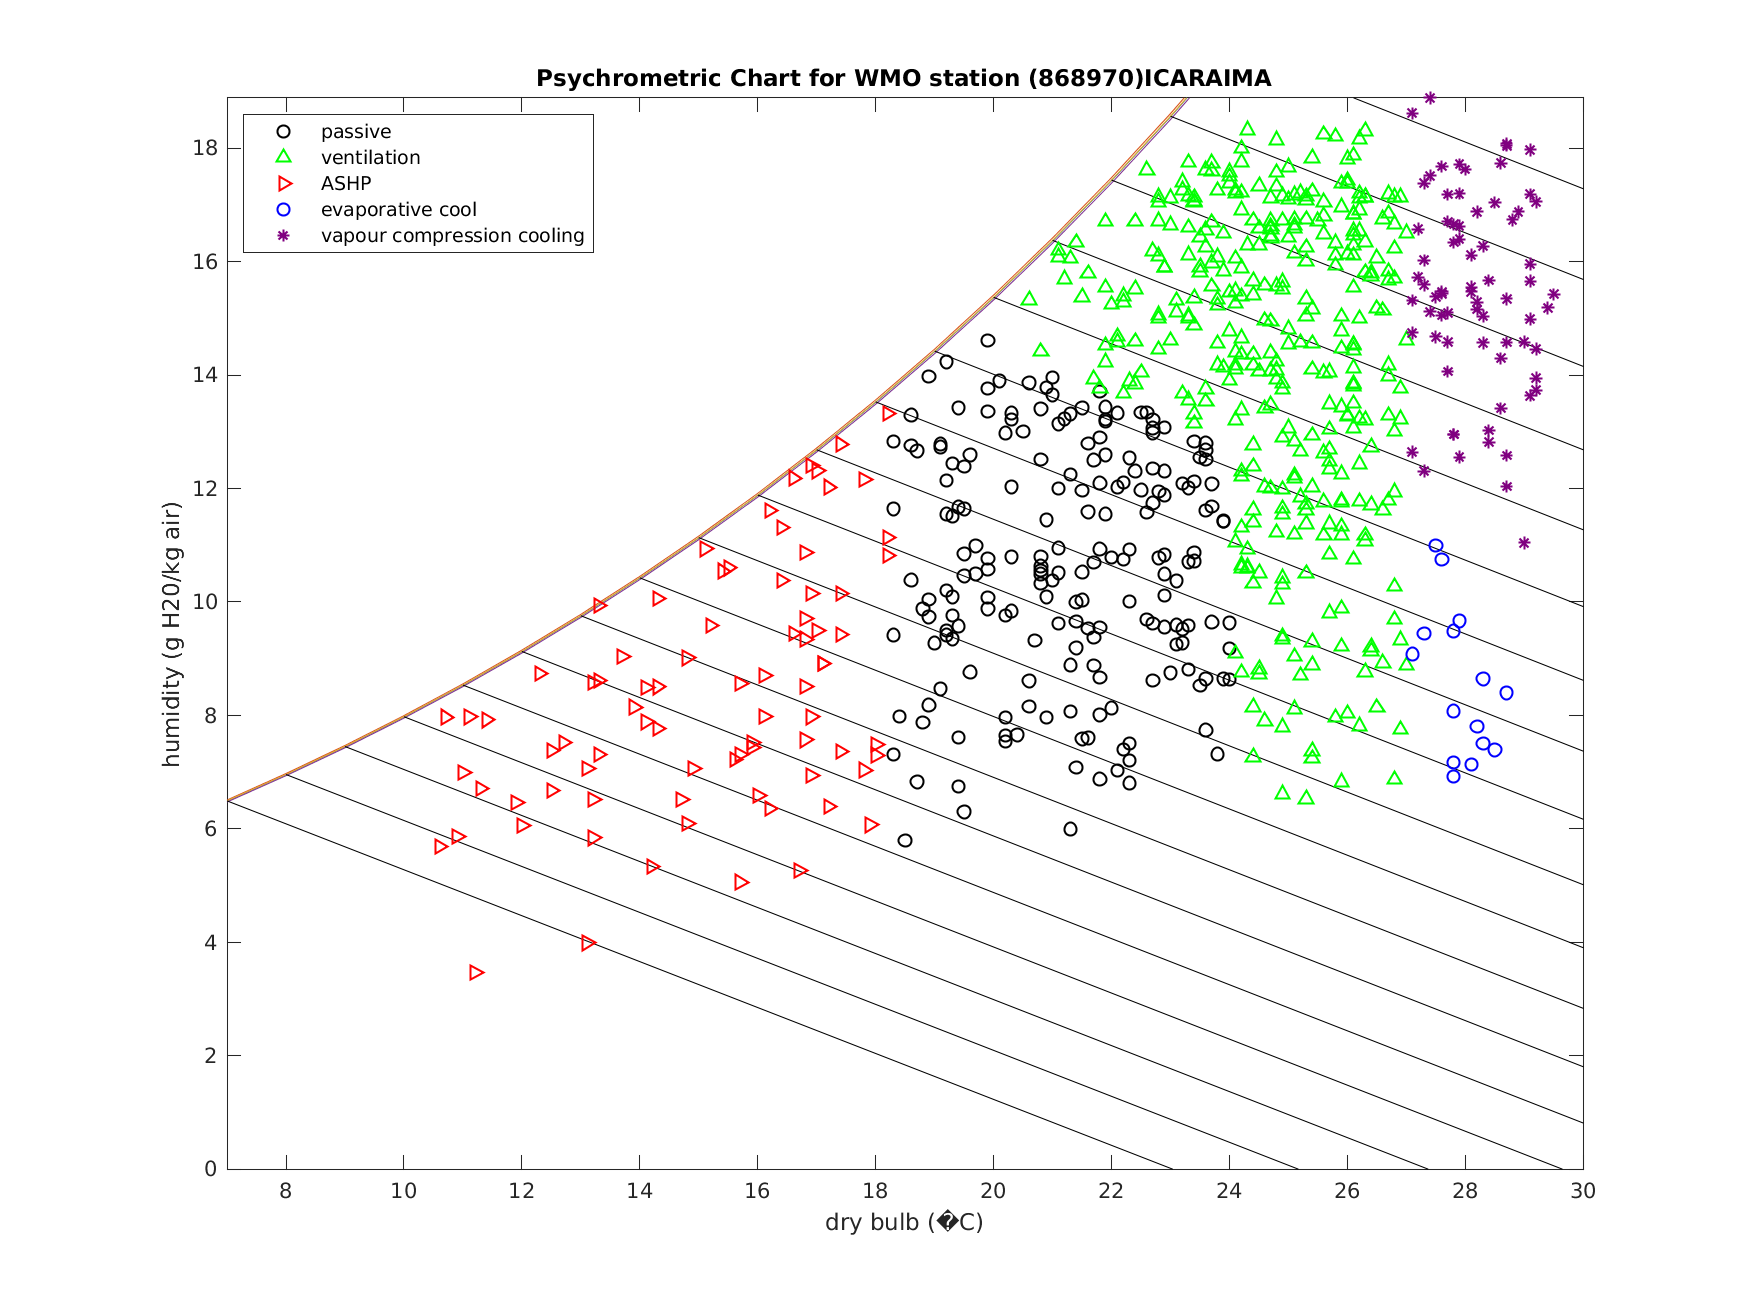 Psychrometric Chart for WMO station (868970)ICARAIMA
passive
ventilation
ASHP
evaporative cool
vapour compression cooling
humidity (g H20/kg air)
18
16
14
12
10
8
6
4
2
0
8 10 12 14 16 18 20 22 24 26 28 30
dry bulb (�C)